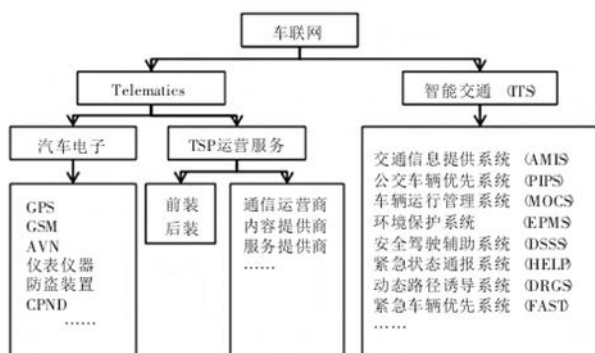 车联网
Telematics
智能交通 (ITS)
汽车电子
TSP运营服务
GPS
GSM
AVN
仪表仪器
防盗装置
CPND
……
前装
后装
通信运营商
内容提供商
服务提供商
……
交通信息提供系统 (AMIS)
公交车辆优先系统 (PIPS)
车辆运行管理系统 (MOCS)
环境保护系统 (EPMS)
安全驾驶辅助系统 (DSSS)
紧急状态通报系统 (HELP)
动态路径诱导系统 (DRGS)
紧急车辆优先系统 (FAST)
……